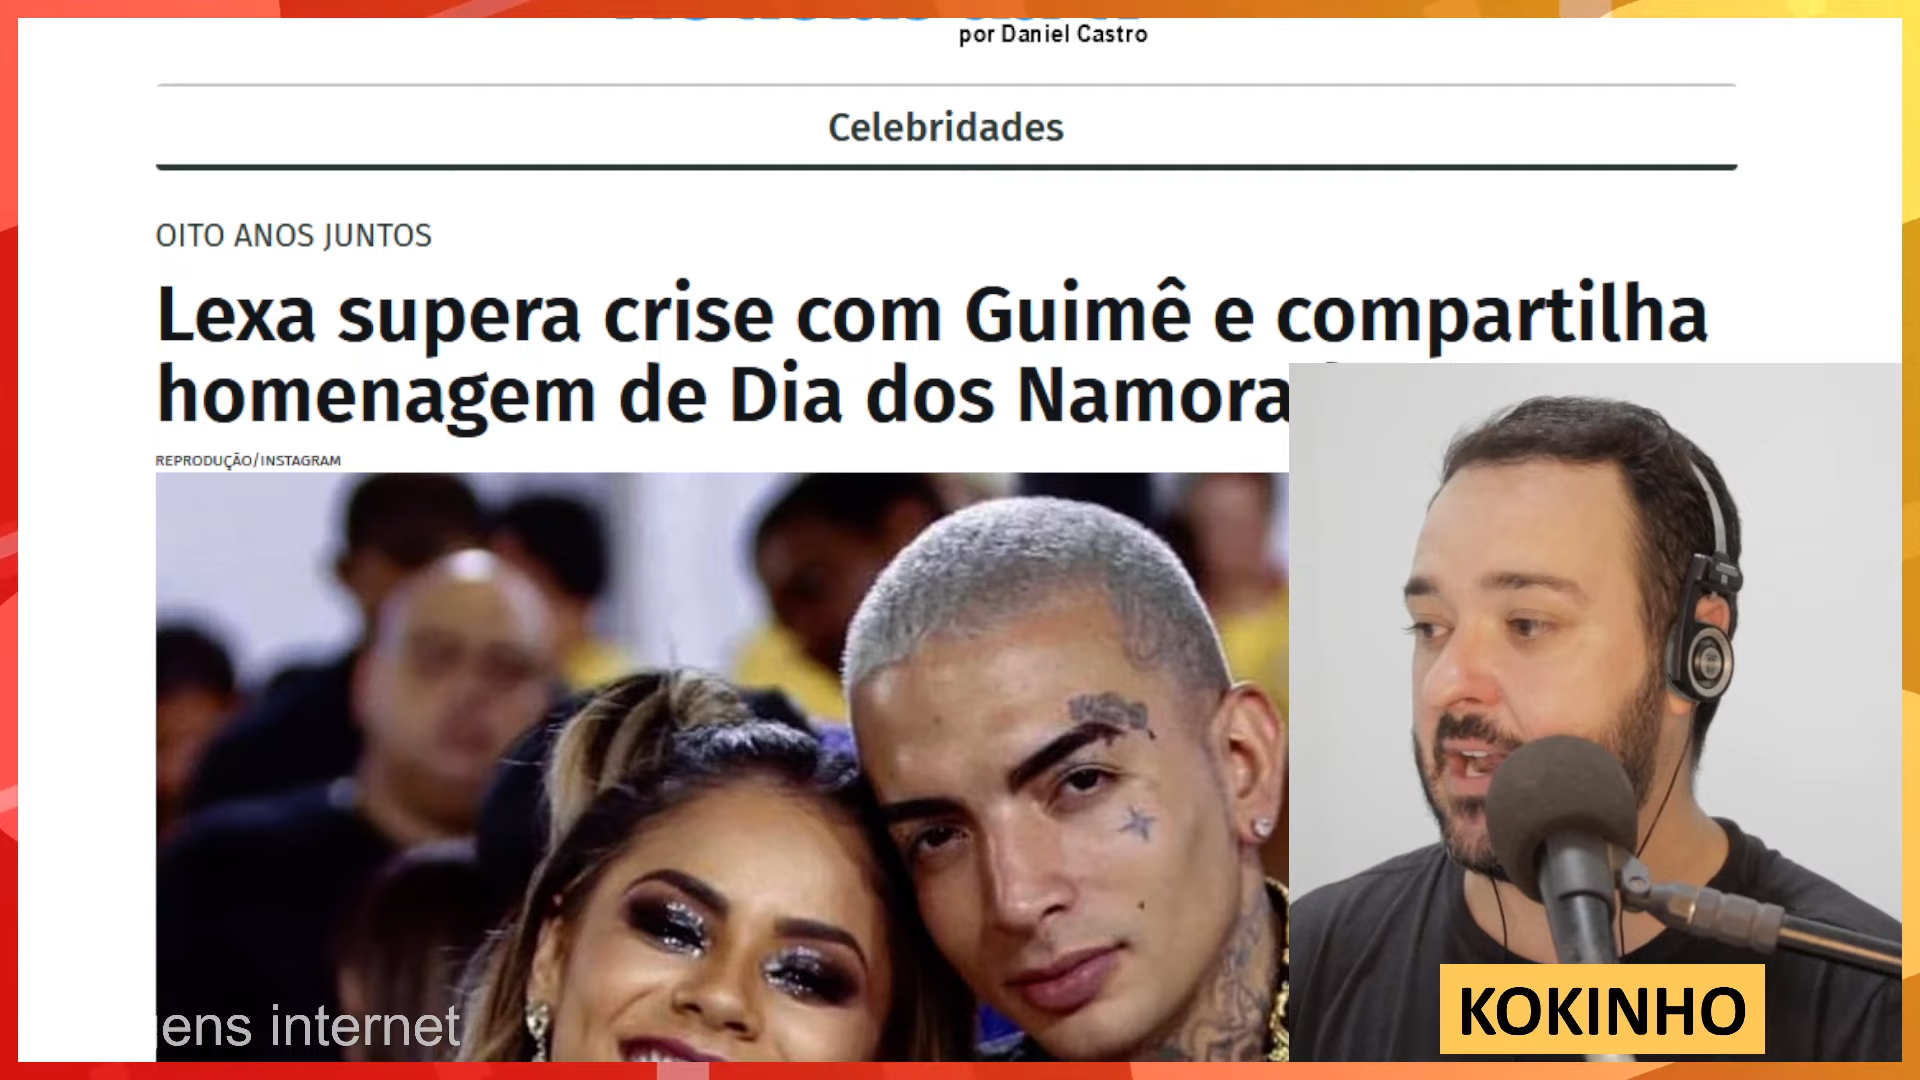 por Daniel Castro
Celebridades
OITO ANOS JUNTOS
Lexa supera crise com Guimê e compartilha
homenagem de Dia dos Namora
REPRODUÇÃO/INSTAGRAM
ens internet
KOKINHO